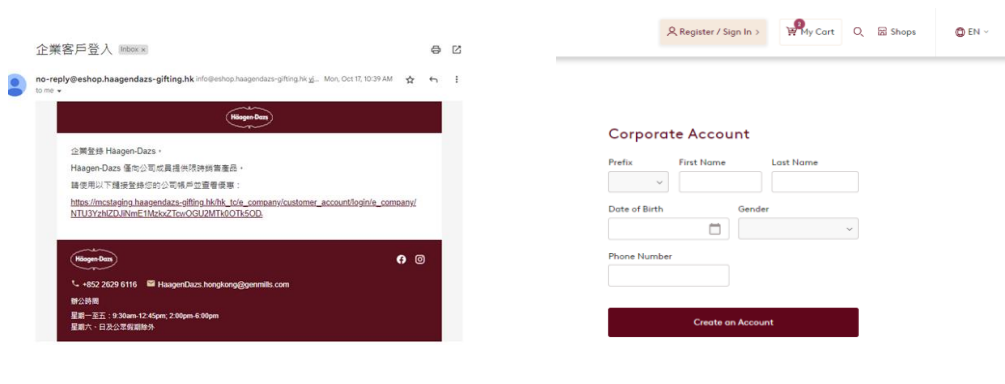 企業客戶登入 Inbox ×
no-reply@eshop.haagendazs-gifting.hk info@eshop.haagendazs-gifting.hk Mon, Oct 17, 10:39 AM
to me
Häagen-Dazs
企業登錄 Häagen-Dazs。
Häagen-Dazs 僅向公司成員提供限時銷售產品。
請使用以下鏈接登錄您的公司帳戶並查看優惠：
https://mcstaging.haagendazs-gifting.hk/hk_tc/e_company/customer_account/login/e_company/
Häagen-Dazs
+852 2629 6116 HaagenDazs.hongkong@genmills.com
辦公時間
星期一至五：9:30am-12:45pm; 2:00pm-6:00pm
星期六、日及公眾假期除外
Register / Sign In >
2
My Cart
Shops
EN
Corporate Account
Prefix First Name Last Name
Date of Birth Gender
Phone Number
Create an Account